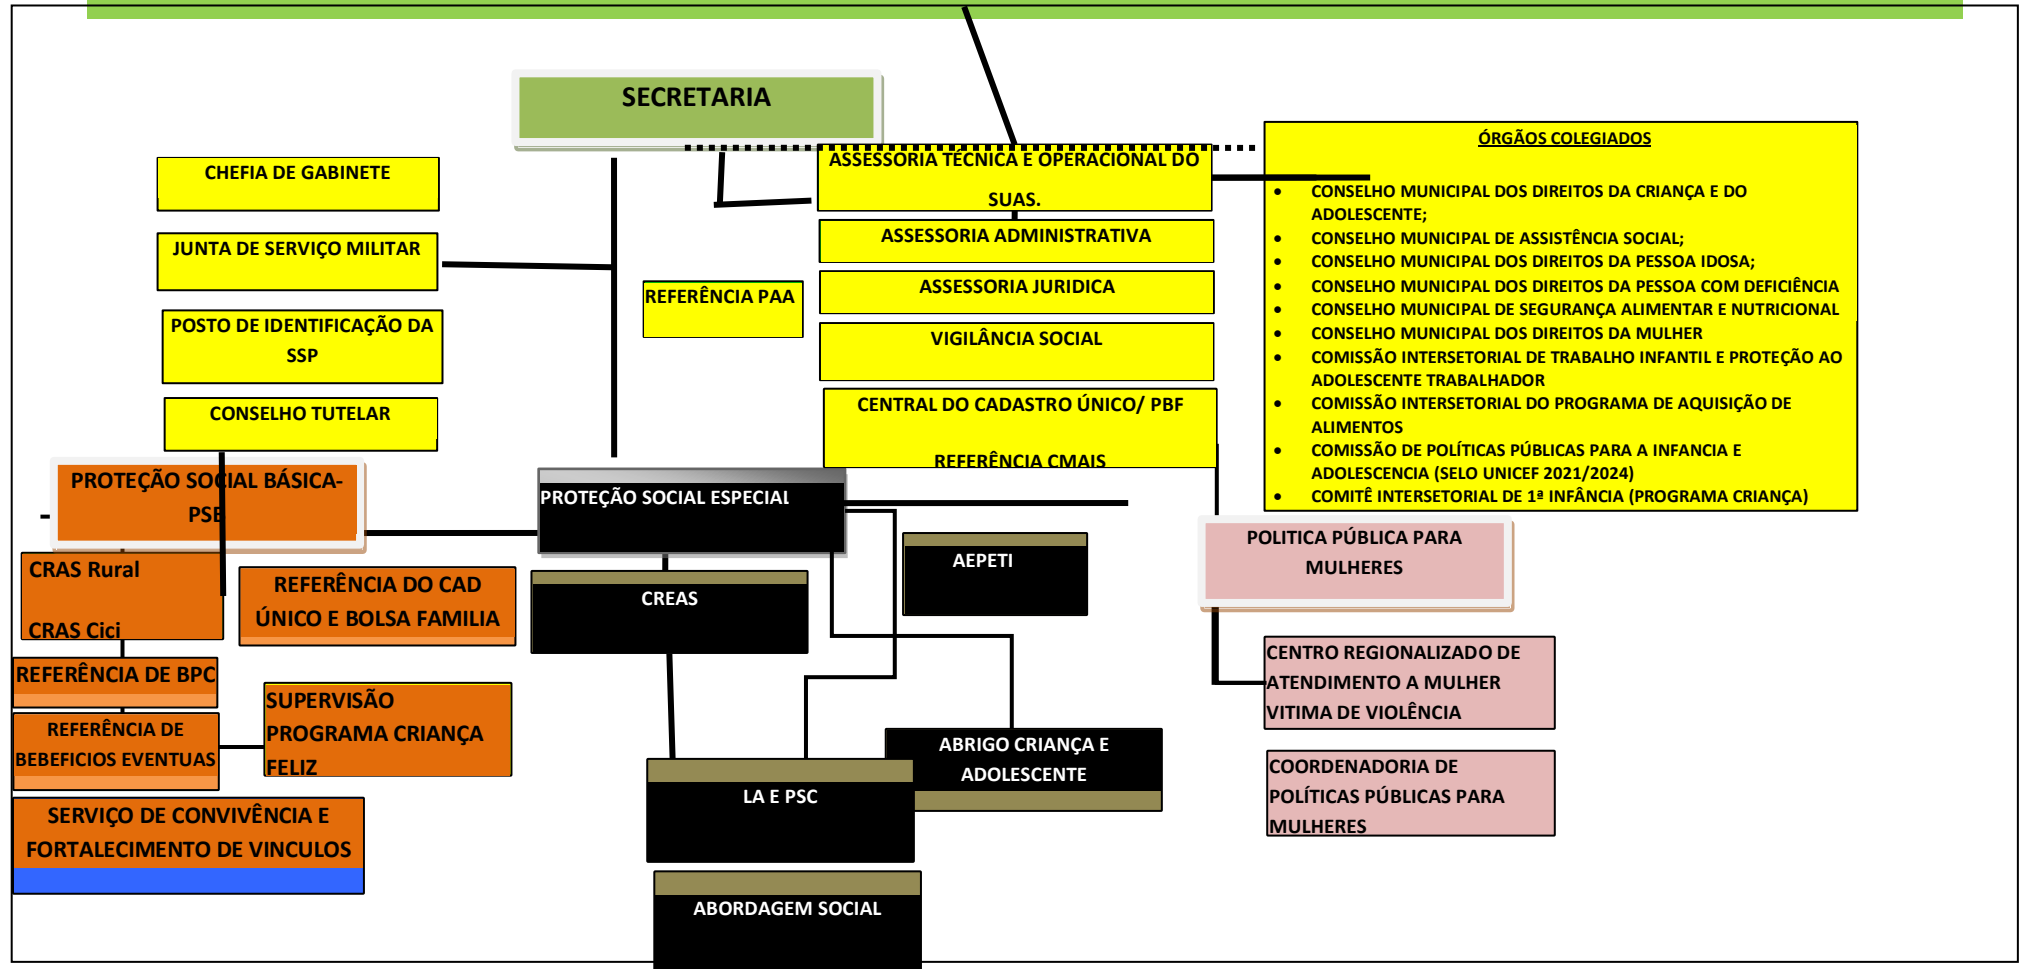 SECRETARIA
CHEFIA DE GABINETE
JUNTA DE SERVIÇO MILITAR
POSTO DE IDENTIFICAÇÃO DA
SSP
CONSELHO TUTELAR
REFERÊNCIA PAA
ASSESSORIA TÉCNICA E OPERACIONAL DO
SUAS.
ASSESSORIA ADMINISTRATIVA
ASSESSORIA JURIDICA
VIGILÂNCIA SOCIAL
CENTRAL DO CADASTRO ÚNICO/ PBF
REFERÊNCIA CMAIS
ÓRGÃOS COLEGIADOS
• CONSELHO MUNICIPAL DOS DIREITOS DA CRIANÇA E DO
ADOLESCENTE;
• CONSELHO MUNICIPAL DE ASSISTÊNCIA SOCIAL;
• CONSELHO MUNICIPAL DOS DIREITOS DA PESSOA IDOSA;
• CONSELHO MUNICIPAL DOS DIREITOS DA PESSOA COM DEFICIÊNCIA
• CONSELHO MUNICIPAL DE SEGURANÇA ALIMENTAR E NUTRICIONAL
• CONSELHO MUNICIPAL DOS DIREITOS DA MULHER
• COMISSÃO INTERSETORIAL DE TRABALHO INFANTIL E PROTEÇÃO AO
ADOLESCENTE TRABALHADOR
• COMISSÃO INTERSETORIAL DO PROGRAMA DE AQUISIÇÃO DE
ALIMENTOS
• COMISSÃO DE POLÍTICAS PÚBLICAS PARA A INFANCIA E
ADOLESCENCIA (SELO UNICEF 2021/2024)
• COMITÊ INTERSETORIAL DE 1ª INFÂNCIA (PROGRAMA CRIANÇA)
PROTEÇÃO SOCIAL BÁSICA-
PSB
CRAS Rural
CRAS Cici
REFERÊNCIA DO CAD
ÚNICO E BOLSA FAMILIA
REFERÊNCIA DE BPC
REFERÊNCIA DE
BEBEFICIOS EVENTUAS
SUPERVISÃO
PROGRAMA CRIANÇA
FELIZ
SERVIÇO DE CONVIVÊNCIA E
FORTALECIMENTO DE VINCULOS
PROTEÇÃO SOCIAL ESPECIAL
CREAS
AEPETI
ABRIGO CRIANÇA E
ADOLESCENTE
LA E PSC
ABORDAGEM SOCIAL
POLITICA PÚBLICA PARA
MULHERES
CENTRO REGIONALIZADO DE
ATENDIMENTO A MULHER
VITIMA DE VIOLÊNCIA
COORDENADORIA DE
POLÍTICAS PÚBLICAS PARA
MULHERES